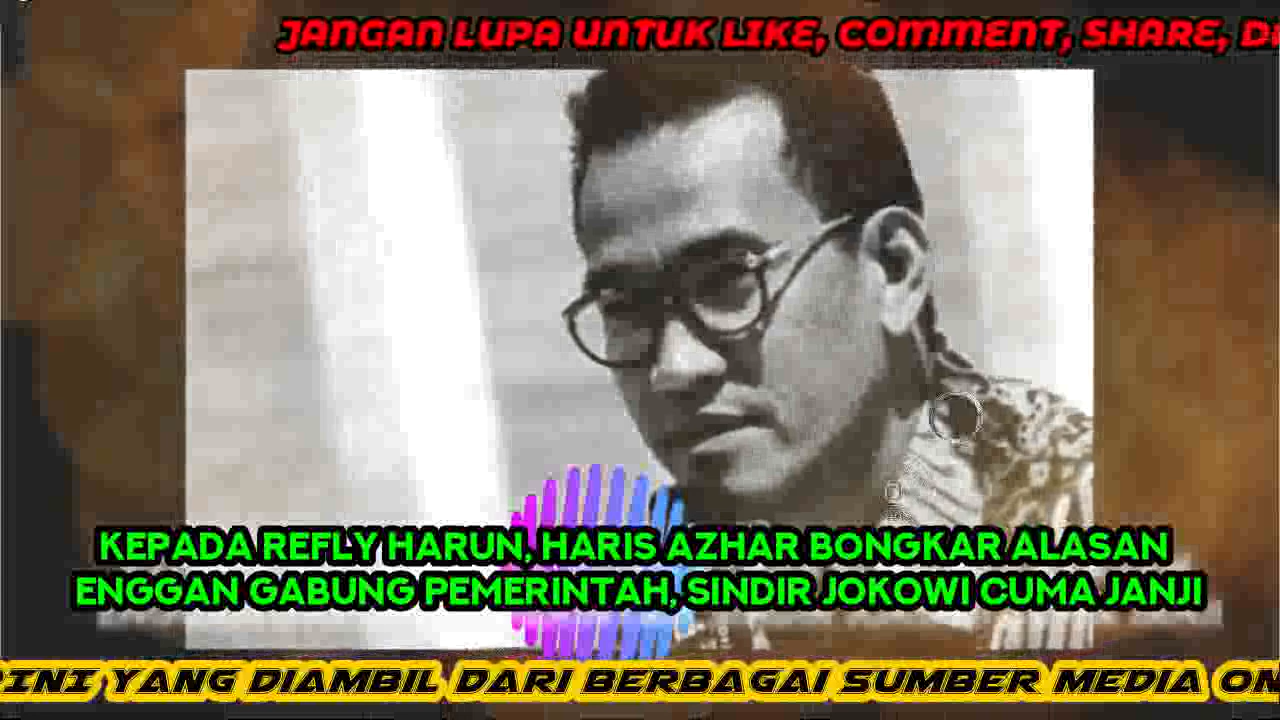 JANGAN LUPA UNTUK LIKE, COMMENT, SHARE,
KEPADA REFLY HARUN, HARIS AZHAR BONGKAR ALASAN
ENGGAN GABUNG PEMERINTAH, SINDIR JOKOWI CUMA JANJI
YANG DIAMBIL DARI BERBAGAI SUMBER MEDIA